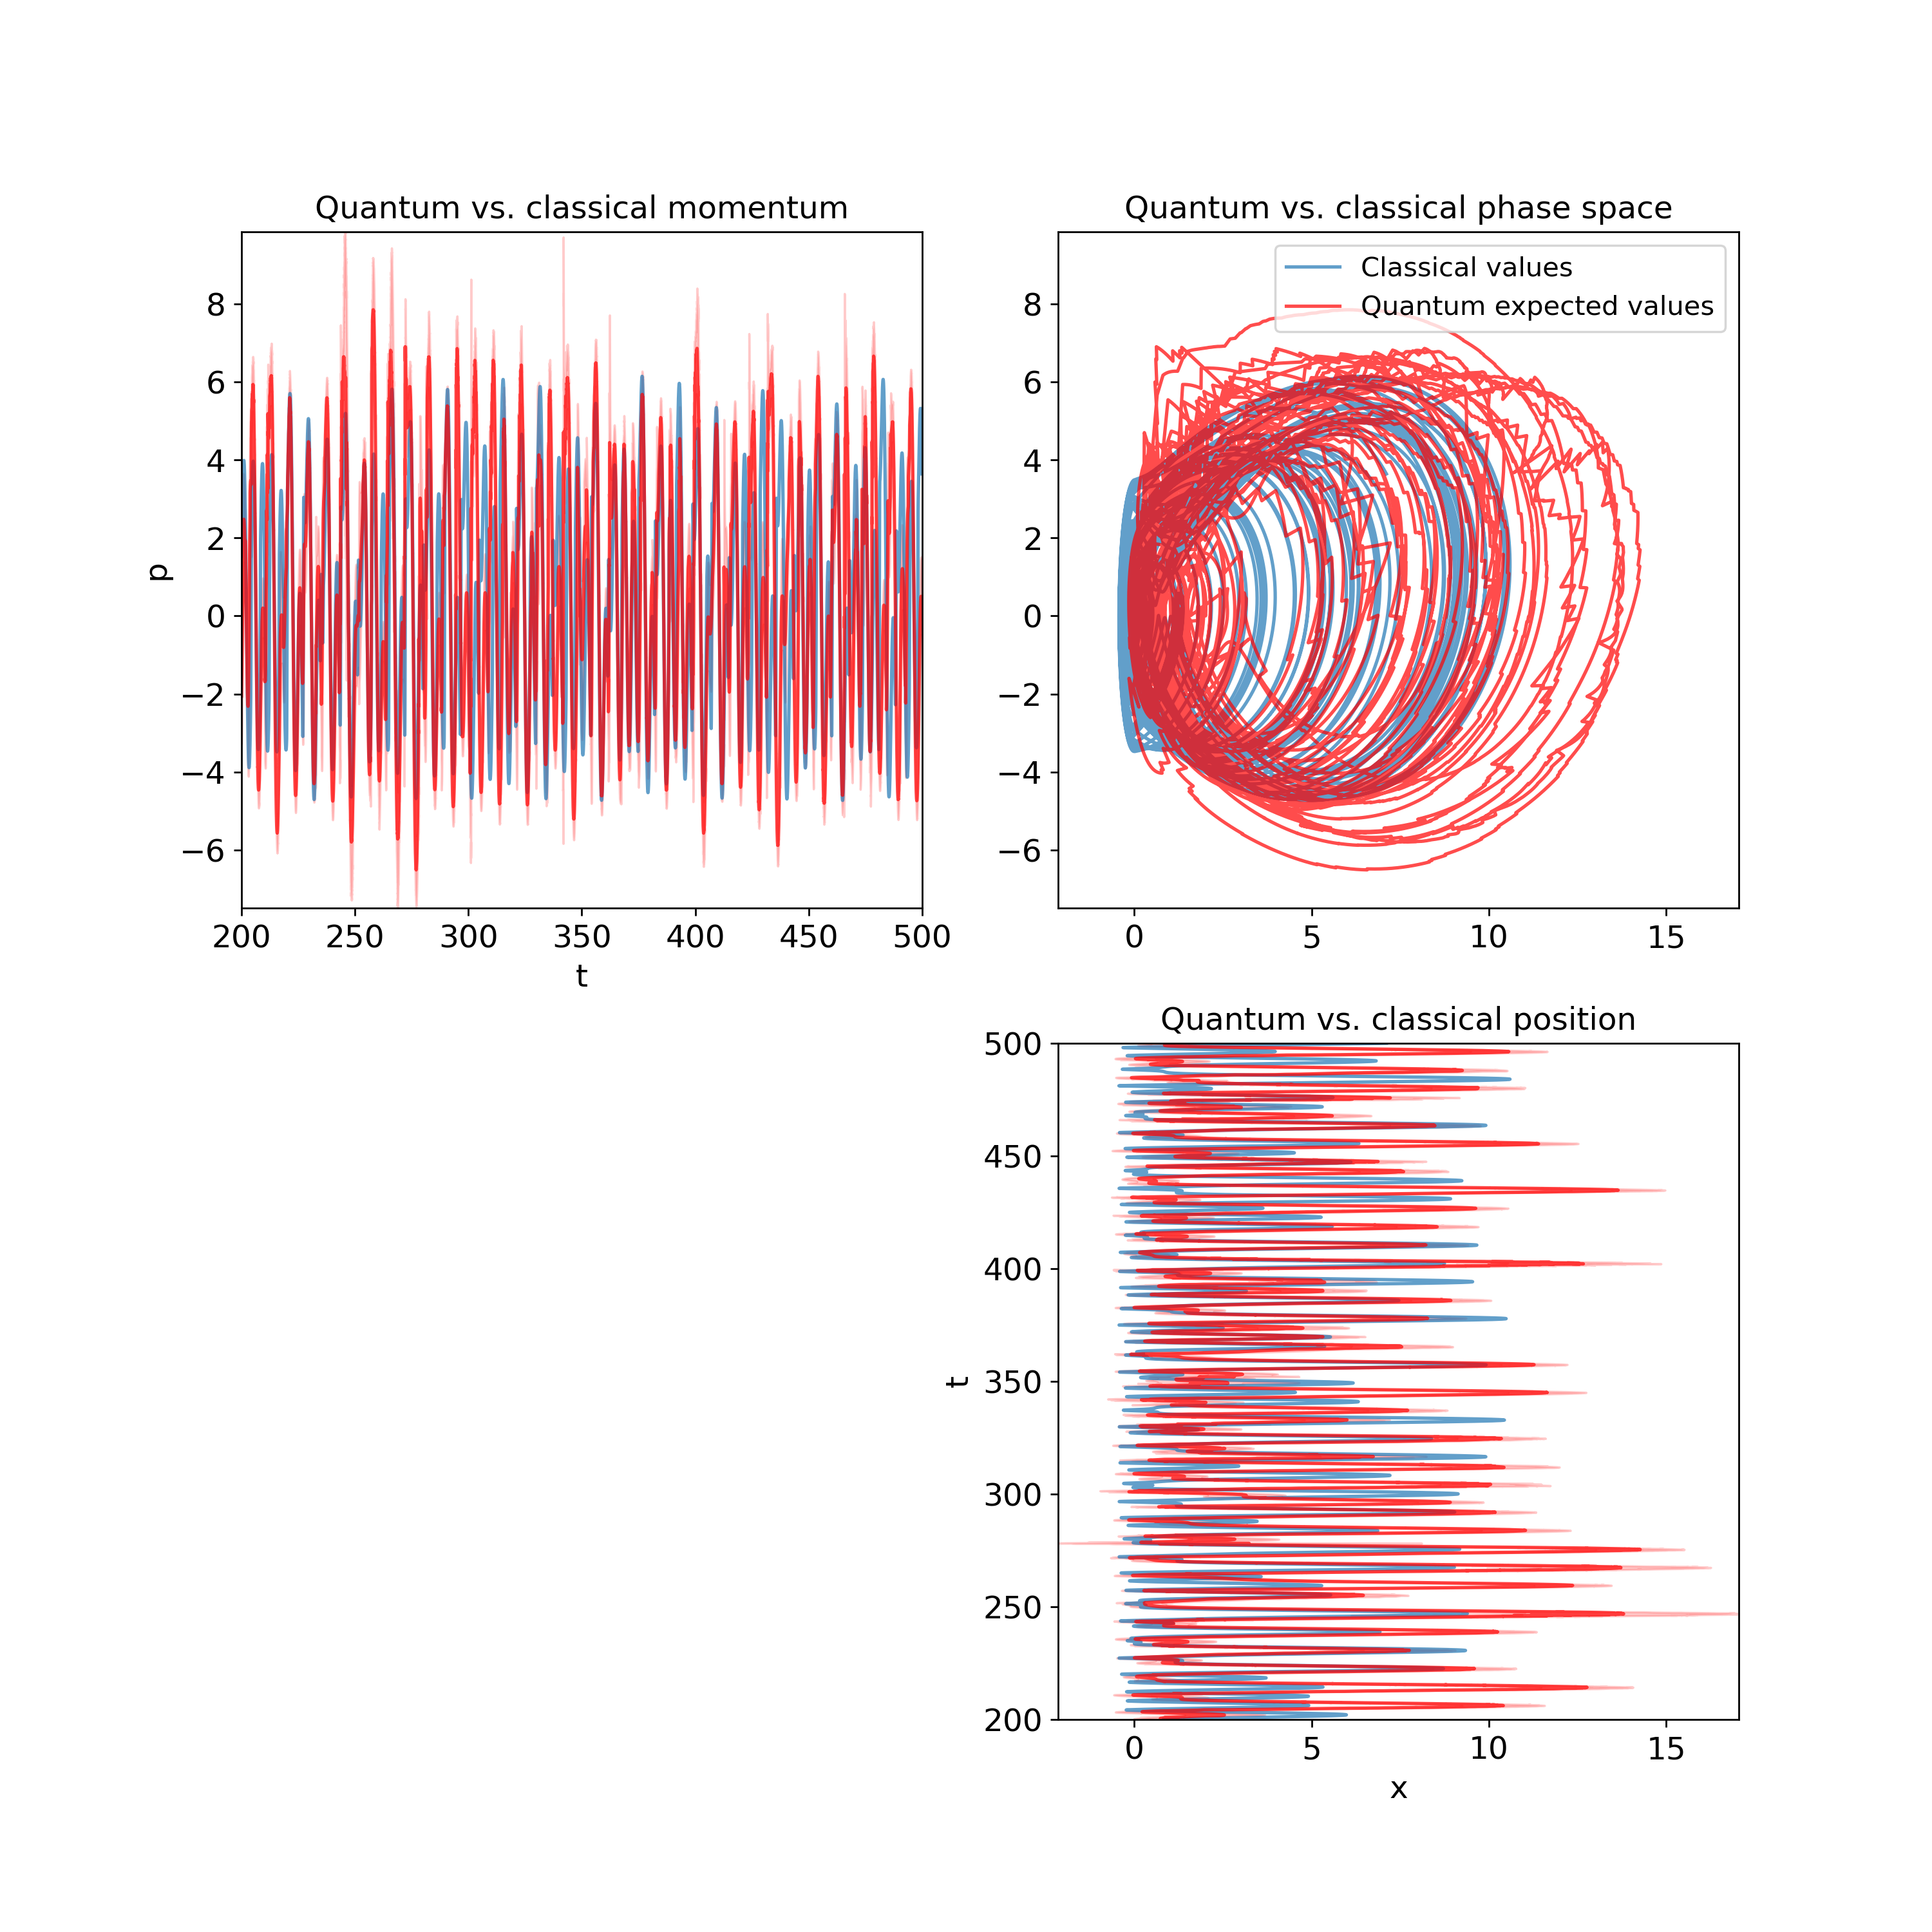 Quantum vs. classical momentum
8
6
4
2
0
−2
−4
−6
p
200 250 300 350 400 450 500
t
Quantum vs. classical phase space
Classical values
Quantum expected values
8
6
4
2
0
−2
−4
−6
0 5 10 15
Quantum vs. classical position
500
450
400
350
300
250
200
t
0 5 10 15
x